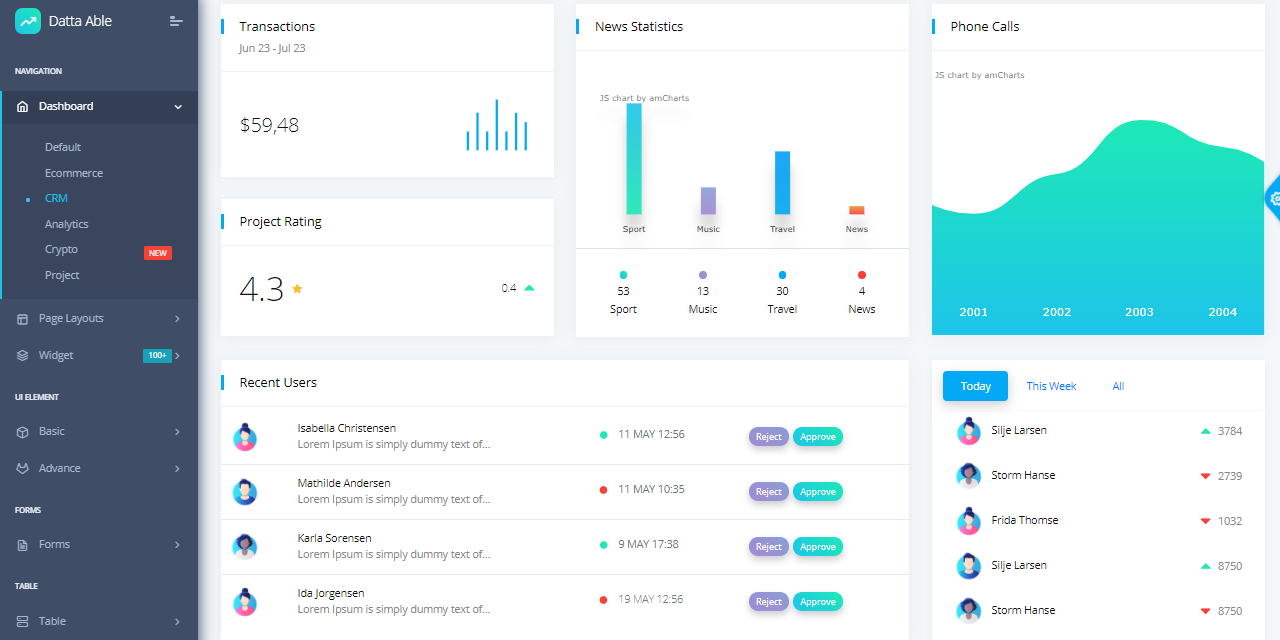 Datta Able
NAVIGATION
Dashboard
Default
Ecommerce
CRM
Analytics
Crypto
NEW
Project
Page Layouts
Widget
100+
UI ELEMENT
Basic
Advance
FORMS
Forms
TABLE
Table
Transactions
Jun 23 - Jul 23
$59,48
Project Rating
4.3
0.4
News Statistics
JS chart by amCharts
Sport Music Travel News
53 13 30 4
Sport Music Travel News
Phone Calls
JS chart by amCharts
2001 2002 2003 2004
Recent Users
Isabella Christensen
Lorem Ipsum is simply dummy text of...
11 MAY 12:56
Reject Approve
Mathilde Andersen
Lorem Ipsum is simply dummy text of...
11 MAY 10:35
Reject Approve
Karla Sorensen
Lorem Ipsum is simply dummy text of...
9 MAY 17:38
Reject Approve
Ida Jorgensen
Lorem Ipsum is simply dummy text of...
19 MAY 12:56
Reject Approve
Today This Week All
Silje Larsen 3784
Storm Hanse 2739
Frida Thomse 1032
Silje Larsen 8750
Storm Hanse 8750